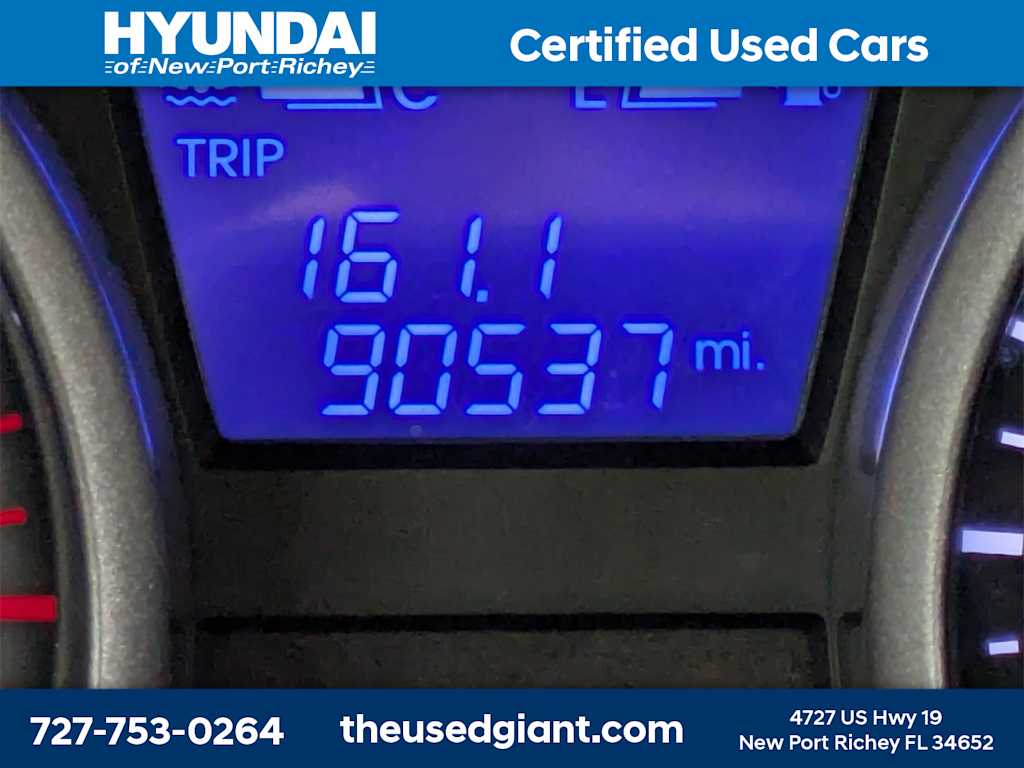 HYUNDAI
of New Port Richey
Certified Used Cars
C E
TRIP
161.1
90537 mi.
727-753-0264
theusedgiant.com
4727 US Hwy 19
New Port Richey FL 34652